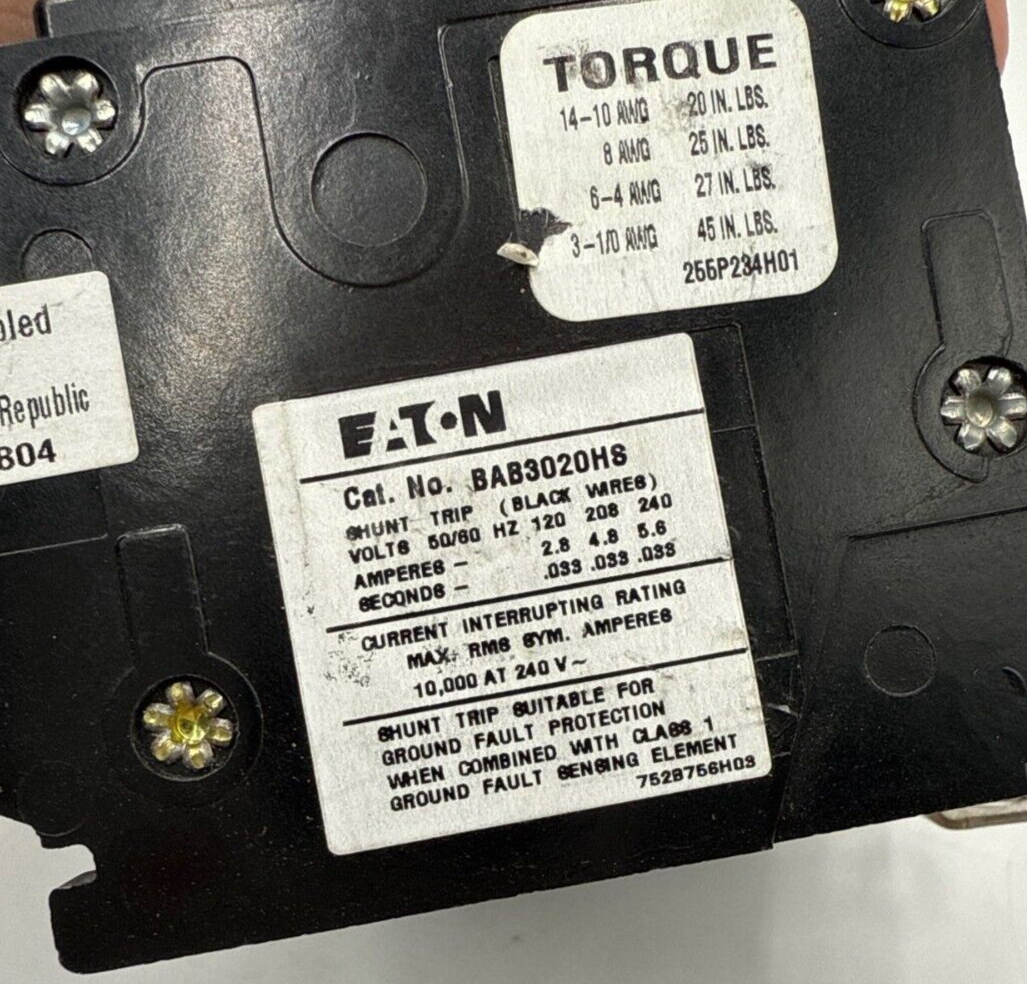 TORQUE
14-10 AWG 20 IN. LBS.
8 AWG 25 IN. LBS.
6-4 AWG 27 IN. LBS.
3-1/0 AWG 45 IN. LBS.
256P234H01
bled
Republic
804
EATON
Cat. No. BAB3020HS
SHUNT TRIP (BLACK WIRES)
VOLTS 50/60 HZ 120 208 240
AMPERES - 2.8 4.8 5.6
SECONDS - .033 .033 .033
CURRENT INTERRUPTING RATING
MAX. RMS SYM. AMPERES
10,000 AT 240 V~
SHUNT TRIP SUITABLE FOR
GROUND FAULT PROTECTION
WHEN COMBINED WITH CLASS 1
GROUND FAULT SENSING ELEMENT
752B756H03